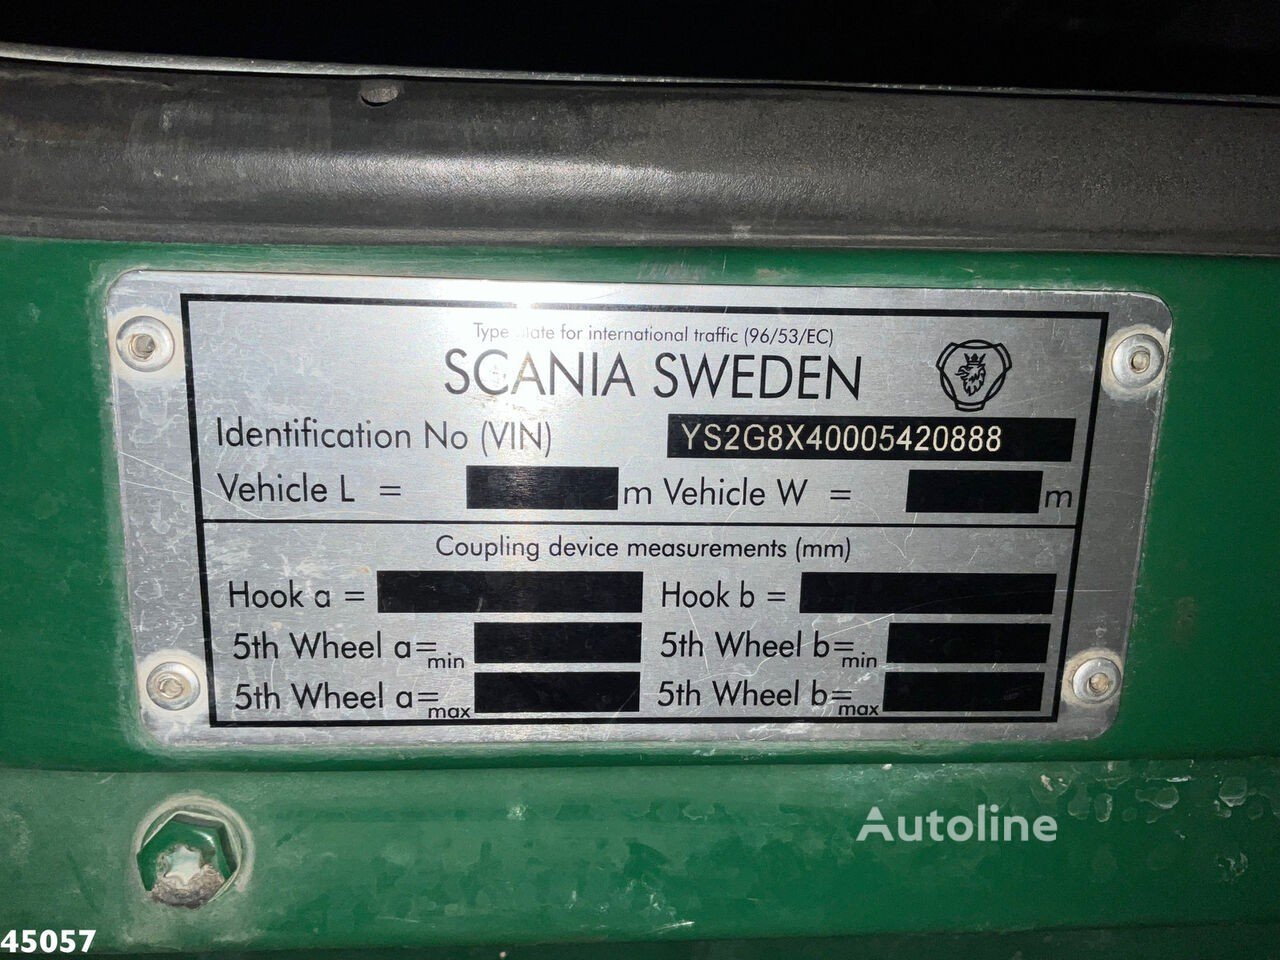 Type Plate for international traffic (96/53/EC)
SCANIA SWEDEN
Identification No (VIN) YS2G8X40005420888
Vehicle L = m Vehicle W = m
Coupling device measurements (mm)
Hook a = Hook b =
5th Wheel a= min 5th Wheel b= min
5th Wheel a= max 5th Wheel b= max
Autoline
45057